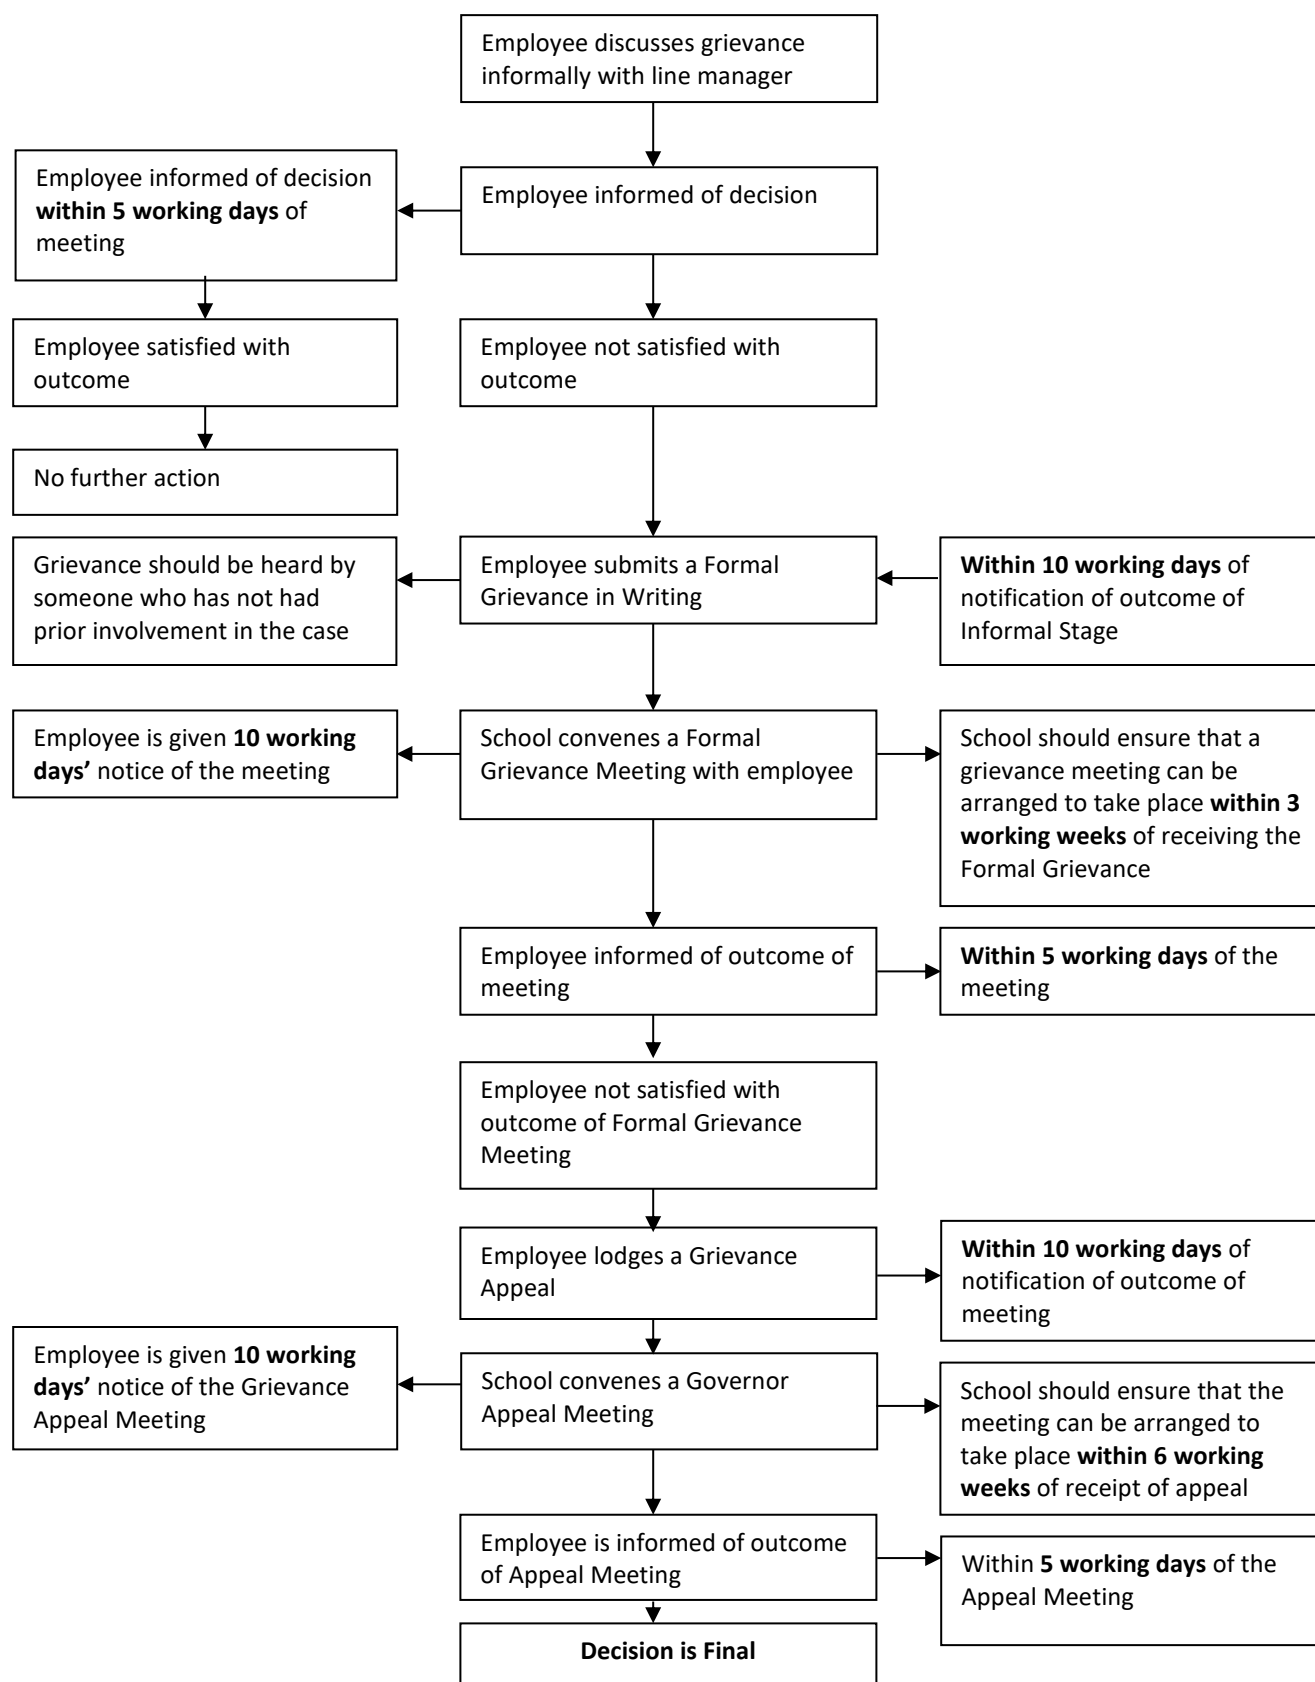 Employee discusses grievance
informally with line manager
Employee informed of decision
within 5 working days of
meeting
Employee informed of decision
Employee satisfied with
outcome
Employee not satisfied with
outcome
No further action
Grievance should be heard by
someone who has not had
prior involvement in the case
Employee submits a Formal
Grievance in Writing
Within 10 working days of
notification of outcome of
Informal Stage
Employee is given 10 working
days’ notice of the meeting
School convenes a Formal
Grievance Meeting with employee
School should ensure that a
grievance meeting can be
arranged to take place within 3
working weeks of receiving the
Formal Grievance
Employee informed of outcome of
meeting
Within 5 working days of the
meeting
Employee not satisfied with
outcome of Formal Grievance
Meeting
Employee lodges a Grievance
Appeal
Within 10 working days of
notification of outcome of
meeting
Employee is given 10 working
days’ notice of the Grievance
Appeal Meeting
School convenes a Governor
Appeal Meeting
School should ensure that the
meeting can be arranged to
take place within 6 working
weeks of receipt of appeal
Employee is informed of outcome
of Appeal Meeting
Within 5 working days of the
Appeal Meeting
Decision is Final